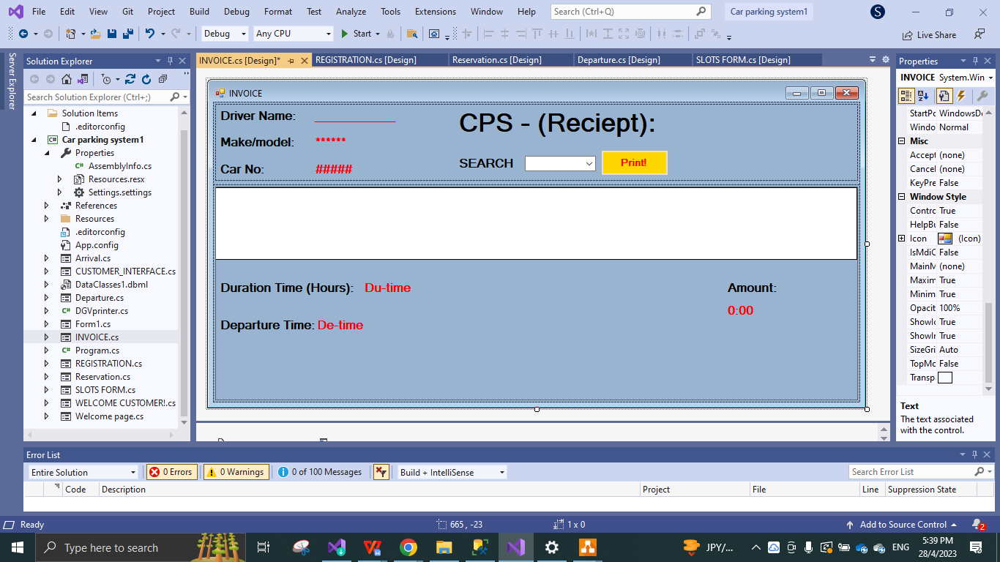 File Edit View Git Project Build Debug Format Test Analyze Tools Extensions Window Help Search (Ctrl+Q) Car parking system1 S
Debug Any CPU Start Live Share
Server Explorer
Solution Explorer
Search Solution Explorer (Ctrl+;)
Solution Items
.editorconfig
Car parking system1
Properties
AssemblyInfo.cs
Resources.resx
Settings.settings
References
Resources
.editorconfig
App.config
Arrival.cs
CUSTOMER_INTERFACE.cs
DataClasses1.dbml
Departure.cs
DGVprinter.cs
Form1.cs
INVOICE.cs
Program.cs
REGISTRATION.cs
Reservation.cs
SLOTS FORM.cs
WELCOME CUSTOMER!.cs
Welcome page.cs
INVOICE.cs [Design]* REGISTRATION.cs [Design] Reservation.cs [Design] Departure.cs [Design] SLOTS FORM.cs [Design]
INVOICE
Driver Name: ____________
CPS - (Reciept):
Make/model: ******
Car No: #####
SEARCH Print!
Duration Time (Hours): Du-time
Amount:
0:00
Departure Time: De-time
Properties
INVOICE System.Win
StartPo WindowsDe
Windo Normal
Misc
Accept (none)
Cancel (none)
KeyPre False
Window Style
Contro True
HelpBu False
Icon (Icon)
IsMdiC False
MainM (none)
Maxim True
Minim True
Opacit 100%
ShowIc True
ShowIr True
SizeGri Auto
TopMo False
Transp
Text
The text associated
with the control.
Error List
Entire Solution 0 Errors 0 Warnings 0 of 100 Messages Build + IntelliSense Search Error List
Code Description Project File Line Suppression State
Ready 665 , -23 1 x 0 Add to Source Control 2
Type here to search JPY/... ENG 5:39 PM
28/4/2023